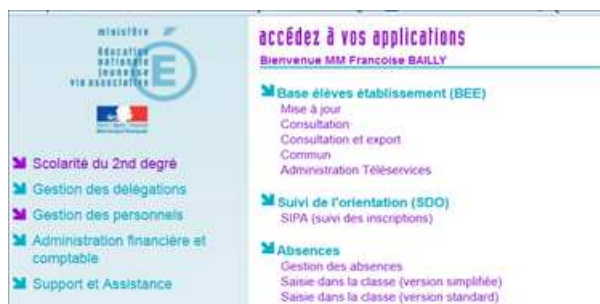 ministère
éducation
nationale
jeunesse
vie associative
É
Scolarité du 2nd degré
Gestion des délégations
Gestion des personnels
Administration financière et
comptable
Support et Assistance
accédez à vos applications
Bienvenue MM Francoise BAILLY
Base élèves établissement (BEE)
Mise à jour
Consultation
Consultation et export
Commun
Administration Téléservices
Suivi de l'orientation (SDO)
SIPA (suivi des inscriptions)
Absences
Gestion des absences
Saisie dans la classe (version simplifiée)
Saisie dans la classe (version standard)